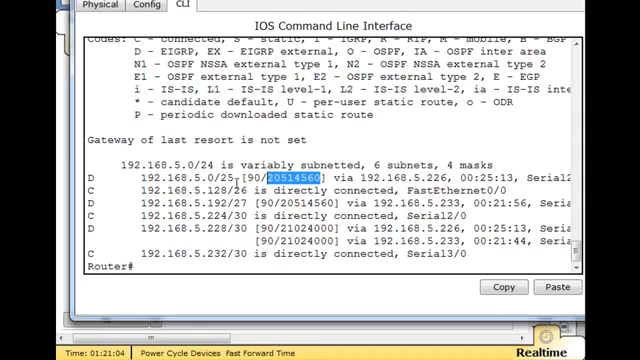 Physical Config CLI
IOS Command Line Interface
Codes: C - connected, S - static, I - IGRP, R - RIP, M - mobile, B - BGP
D - EIGRP, EX - EIGRP external, O - OSPF, IA - OSPF inter area
N1 - OSPF NSSA external type 1, N2 - OSPF NSSA external type 2
E1 - OSPF external type 1, E2 - OSPF external type 2, E - EGP
i - IS-IS, L1 - IS-IS level-1, L2 - IS-IS level-2, ia - IS-IS
* - candidate default, U - per-user static route, o - ODR
P - periodic downloaded static route
Gateway of last resort is not set
192.168.5.0/24 is variably subnetted, 6 subnets, 4 masks
D 192.168.5.0/25 [90/20514560] via 192.168.5.226, 00:25:13, Serial2
C 192.168.5.128/26 is directly connected, FastEthernet0/0
D 192.168.5.192/27 [90/20514560] via 192.168.5.233, 00:21:56, Seria
C 192.168.5.224/30 is directly connected, Serial2/0
D 192.168.5.228/30 [90/21024000] via 192.168.5.226, 00:25:13, Seria
[90/21024000] via 192.168.5.233, 00:21:44, Seria
C 192.168.5.232/30 is directly connected, Serial3/0
Router#
Copy Paste
Time: 01:21:04 Power Cycle Devices Fast Forward Time Realtime